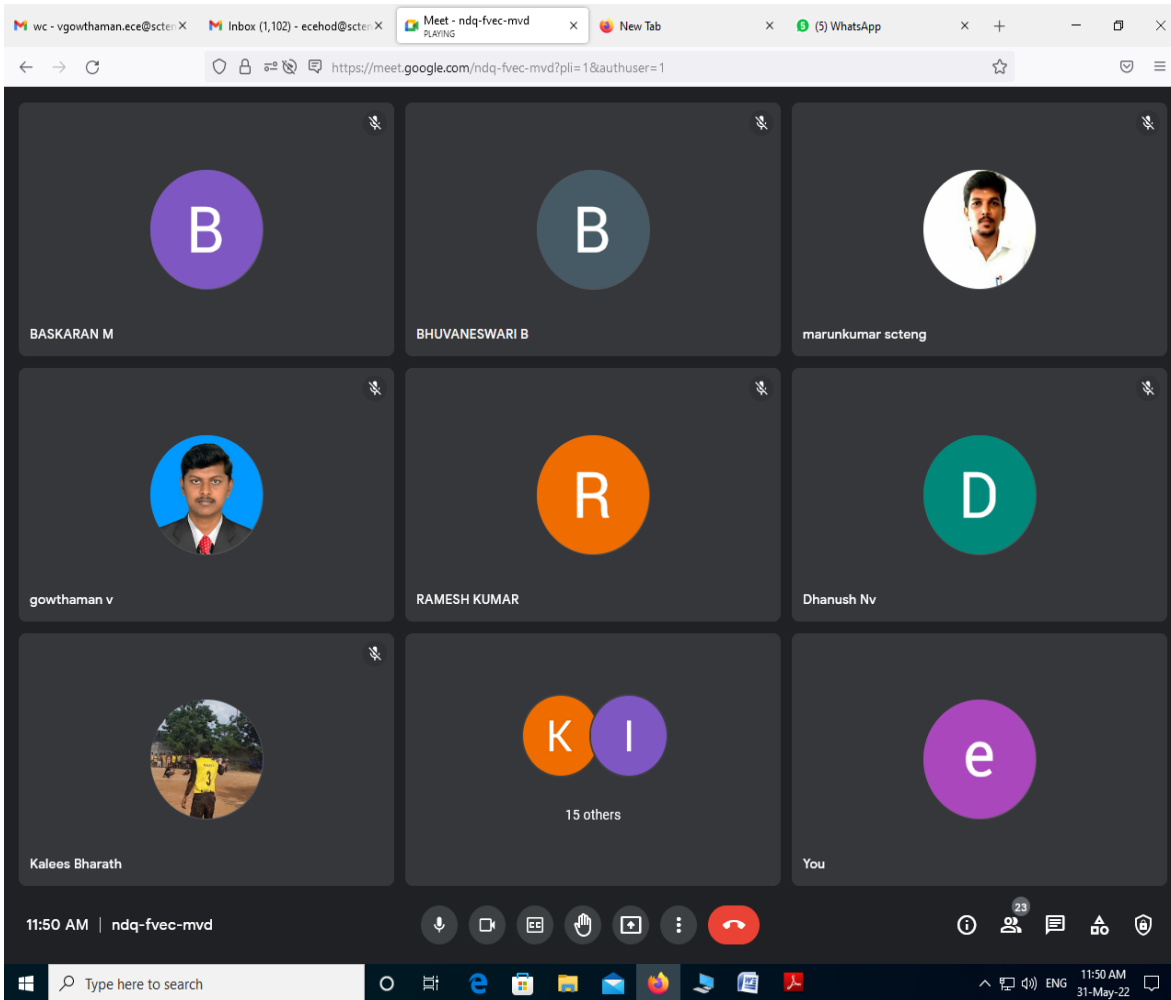 wc - vgowthaman.ece@scten
Inbox (1,102) - ecehod@scten
Meet - ndq-fvec-mvd
PLAYING
New Tab
(5) WhatsApp
https://meet.google.com/ndq-fvec-mvd?pli=1&authuser=1
B
B
BASKARAN M
BHUVANESWARI B
marunkumar scteng
R
D
gowthaman v
RAMESH KUMAR
Dhanush Nv
3
K I
15 others
e
Kalees Bharath
You
23
11:50 AM | ndq-fvec-mvd
CC
Type here to search
ENG
11:50 AM
31-May-22